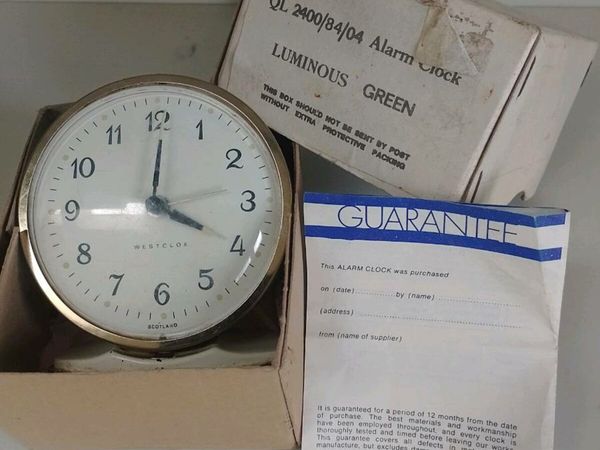 QL 2400/84/04 Alarm Clock
LUMINOUS GREEN
THIS BOX SHOULD NOT BE SENT BY POST
WITHOUT EXTRA PROTECTIVE PACKING
12
1
2
3
4
5
6
7
8
9
10
11
WESTCLOX
SCOTLAND
GUARANTEE
This ALARM CLOCK was purchased
on (date).............by (name)..........................
(address)..................................................
from (name of supplier)
It is guaranteed for a period of 12 months from the date
of purchase. The best materials and workmanship
have been employed throughout, and every clock is
thoroughly tested and timed before leaving our works
This guarantee covers all defects in
manufacture, but excludes